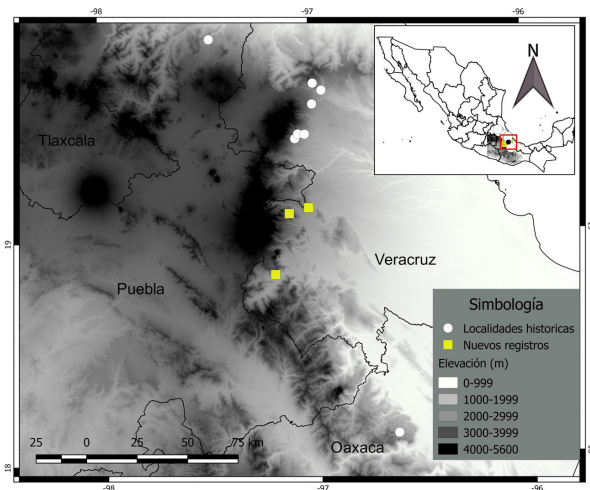 -98
-97
-96
N
Tlaxcala
19
Veracruz
Puebla
Simbología
Localidades historicas
Nuevos registros
Elevación (m)
0-999
1000-1999
2000-2999
3000-3999
4000-5600
25 0 25 50 75 km
Oaxaca
18
-98
-97
-96